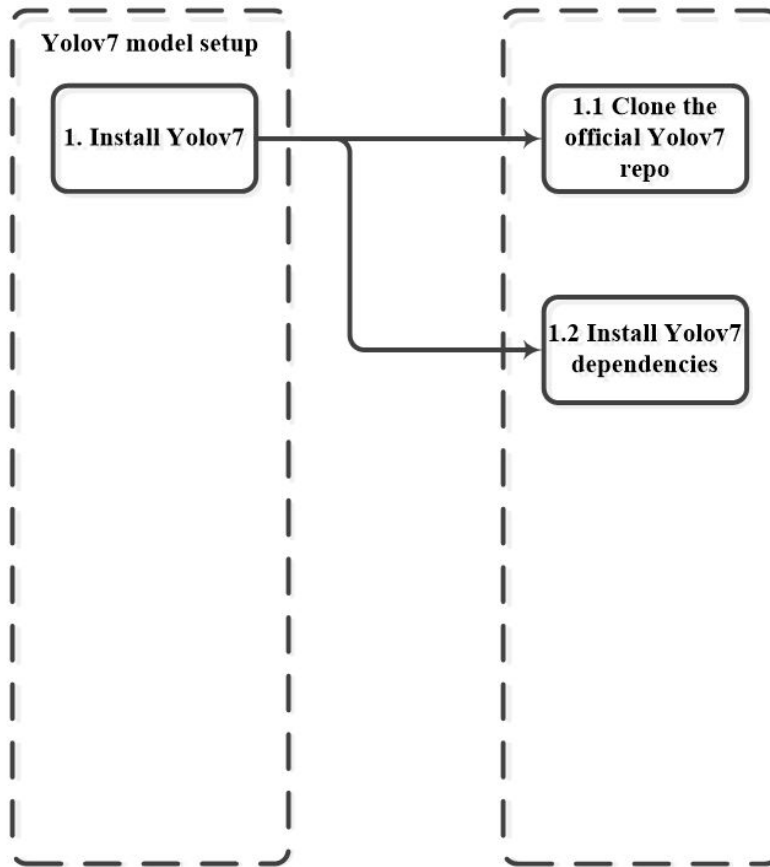 Yolov7 model setup
1. Install Yolov7
1.1 Clone the
official Yolov7
repo
1.2 Install Yolov7
dependencies